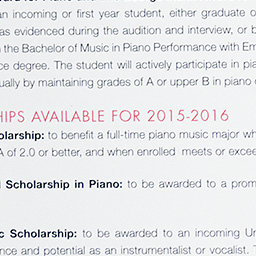 an incoming or first year student, either graduate o
as evidenced during the audition and interview, or b
the Bachelor of Music in Piano Performance with Em
ce degree. The student will actively participate in pia
ually by maintaining grades of A or upper B in piano
HIPS AVAILABLE FOR 2015-2016
olarship: to benefit a full-time piano music major wh
A of 2.0 or better, and when enrolled meets or excee
Scholarship in Piano: to be awarded to a prom
c Scholarship: to be awarded to an incoming Un
ence and potential as an instrumentalist or vocalist. T